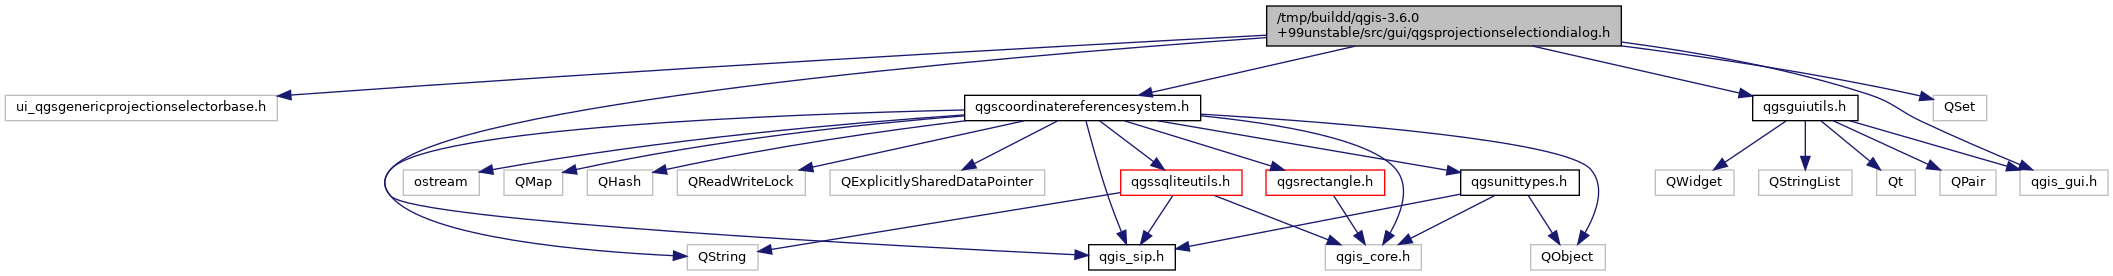 /tmp/buildd/qgis-3.6.0
+99unstable/src/gui/qgsprojectionselectiondialog.h
ui_qgsgenericprojectionselectorbase.h
qgscoordinatereferencesystem.h
qgsguiutils.h
QSet
ostream
QMap
QHash
QReadWriteLock
QExplicitlySharedDataPointer
qgssqliteutils.h
qgsrectangle.h
qgsunittypes.h
QWidget
QStringList
Qt
QPair
qgis_gui.h
QString
qgis_sip.h
qgis_core.h
QObject